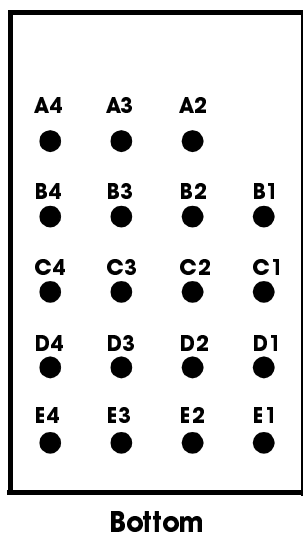 A4 A3 A2
B4 B3 B2 B1
C4 C3 C2 C1
D4 D3 D2 D1
E4 E3 E2 E1
Bottom